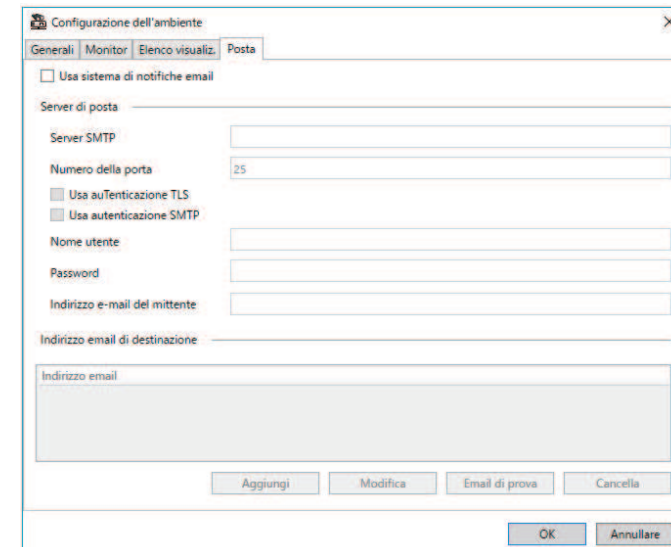 Configurazione dell'ambiente
Generali Monitor Elenco visualiz. Posta
Usa sistema di notifiche email
Server di posta
Server SMTP
Numero della porta 25
Usa auTenticazione TLS
Usa autenticazione SMTP
Nome utente
Password
Indirizzo e-mail del mittente
Indirizzo email di destinazione
Indirizzo email
Aggiungi Modifica Email di prova Cancella
OK Annullare